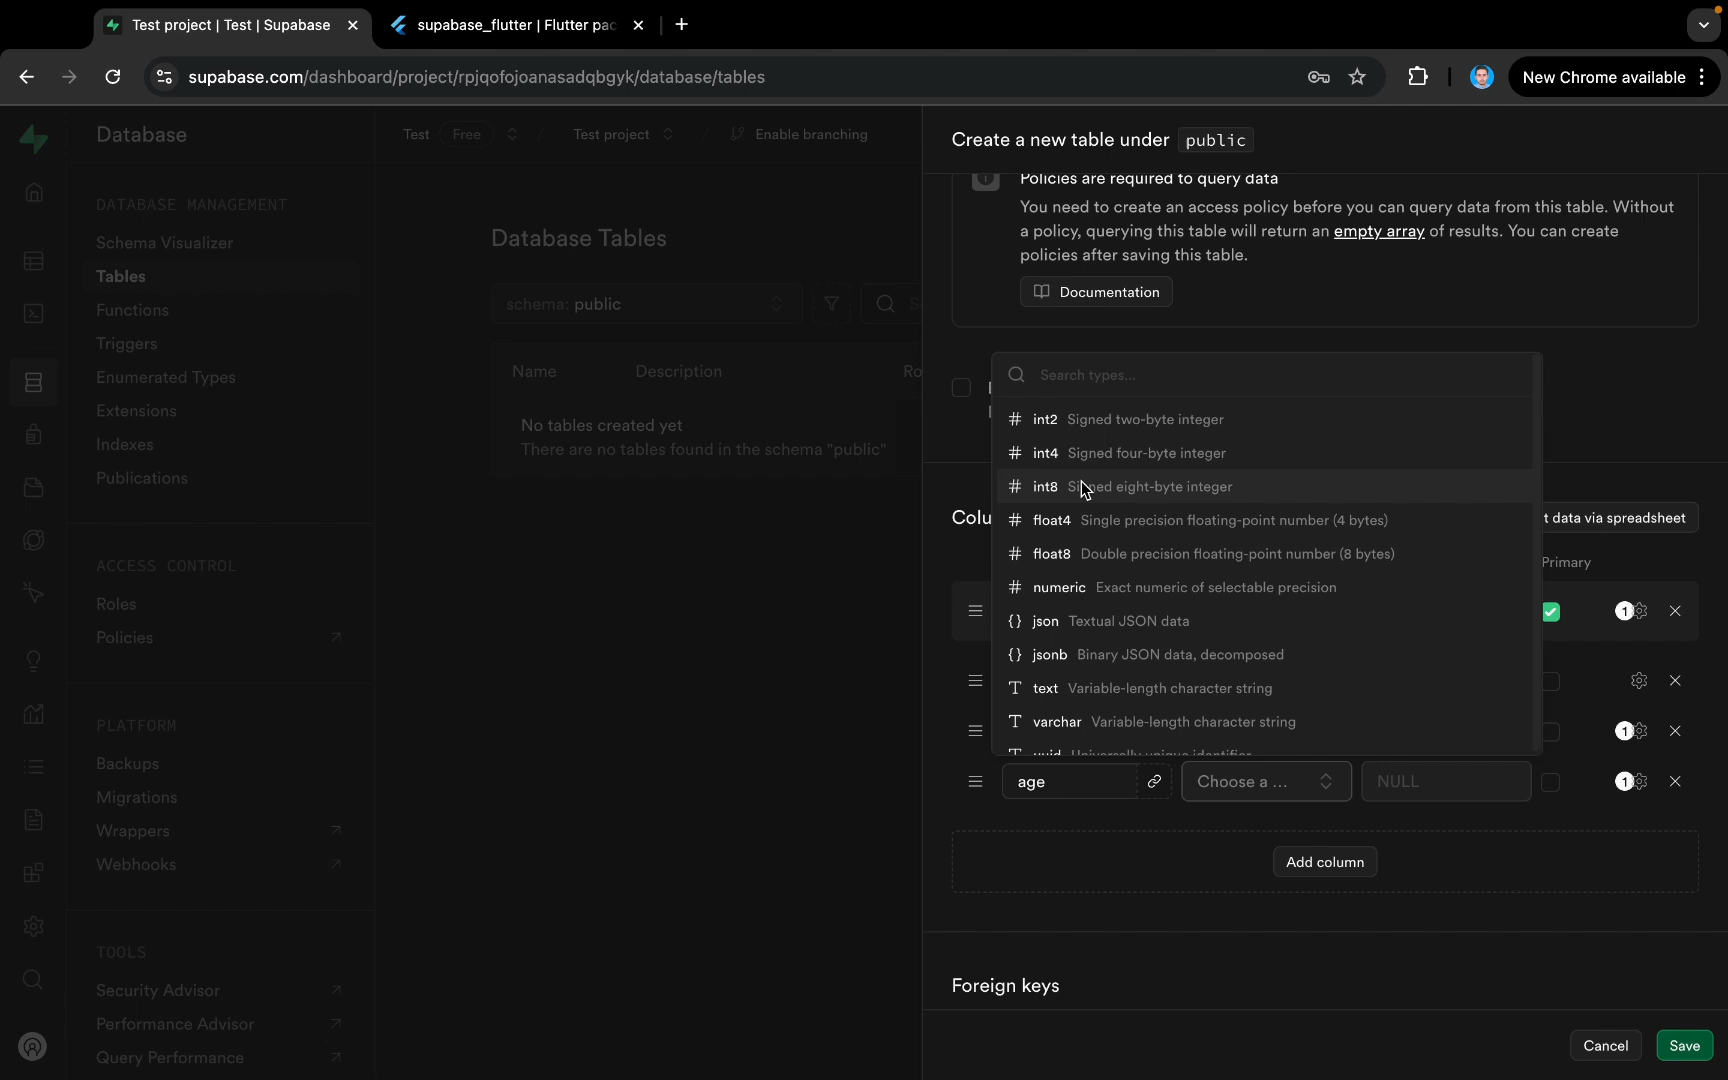 Test project | Test | Supabase
supabase_flutter | Flutter pac
supabase.com/dashboard/project/rpjqofojoanasadqbgyk/database/tables
New Chrome available
Database
Test Free / Test project / Enable branching
DATABASE MANAGEMENT
Schema Visualizer
Tables
Functions
Triggers
Enumerated Types
Extensions
Indexes
Publications
ACCESS CONTROL
Roles
Policies
PLATFORM
Backups
Migrations
Wrappers
Webhooks
TOOLS
Security Advisor
Performance Advisor
Query Performance
Database Tables
schema: public
Name Description Ro
No tables created yet
There are no tables found in the schema "public"
Create a new table under public
Policies are required to query data
You need to create an access policy before you can query data from this table. Without
a policy, querying this table will return an empty array of results. You can create
policies after saving this table.
Documentation
Search types...
int2 Signed two-byte integer
int4 Signed four-byte integer
int8 Signed eight-byte integer
float4 Single precision floating-point number (4 bytes)
float8 Double precision floating-point number (8 bytes)
numeric Exact numeric of selectable precision
json Textual JSON data
jsonb Binary JSON data, decomposed
text Variable-length character string
varchar Variable-length character string
uuid Universally unique identifier
Colu
t data via spreadsheet
Primary
1
1
age Choose a ... NULL 1
Add column
Foreign keys
Cancel Save